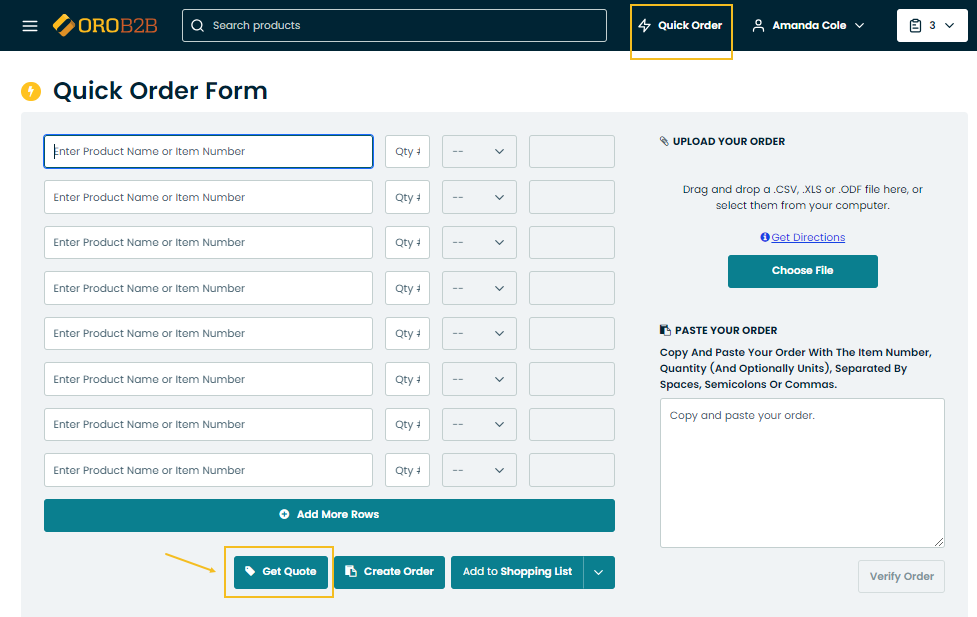 OROB2B
Search products
Quick Order
Amanda Cole
3
Quick Order Form
Enter Product Name or Item Number Qty # --
Enter Product Name or Item Number Qty # --
Enter Product Name or Item Number Qty # --
Enter Product Name or Item Number Qty # --
Enter Product Name or Item Number Qty # --
Enter Product Name or Item Number Qty # --
Enter Product Name or Item Number Qty # --
Enter Product Name or Item Number Qty # --
Add More Rows
Get Quote
Create Order
Add to Shopping List
UPLOAD YOUR ORDER
Drag and drop a .CSV, .XLS or .ODF file here, or
select them from your computer.
Get Directions
Choose File
PASTE YOUR ORDER
Copy And Paste Your Order With The Item Number,
Quantity (And Optionally Units), Separated By
Spaces, Semicolons Or Commas.
Copy and paste your order.
Verify Order